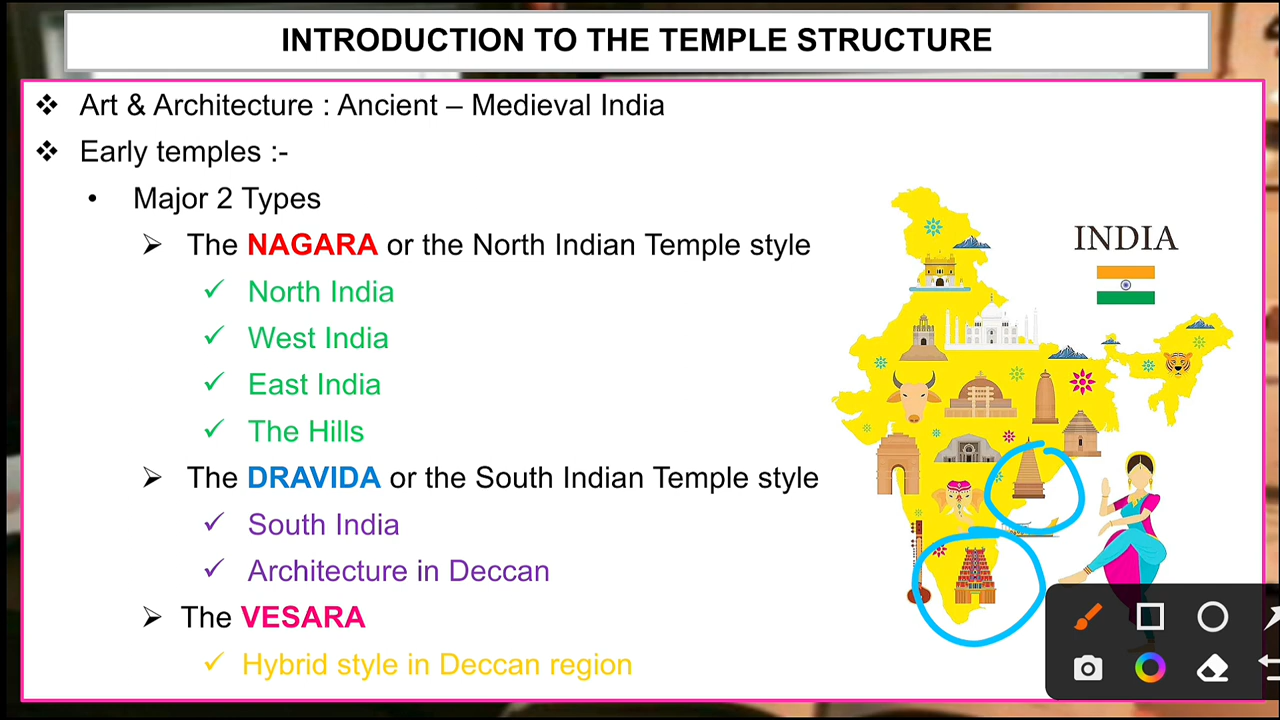 INTRODUCTION TO THE TEMPLE STRUCTURE
❖ Art & Architecture : Ancient – Medieval India
❖ Early temples :-
• Major 2 Types
➢ The NAGARA or the North Indian Temple style
✓ North India
✓ West India
✓ East India
✓ The Hills
➢ The DRAVIDA or the South Indian Temple style
✓ South India
✓ Architecture in Deccan
➢ The VESARA
✓ Hybrid style in Deccan region
INDIA